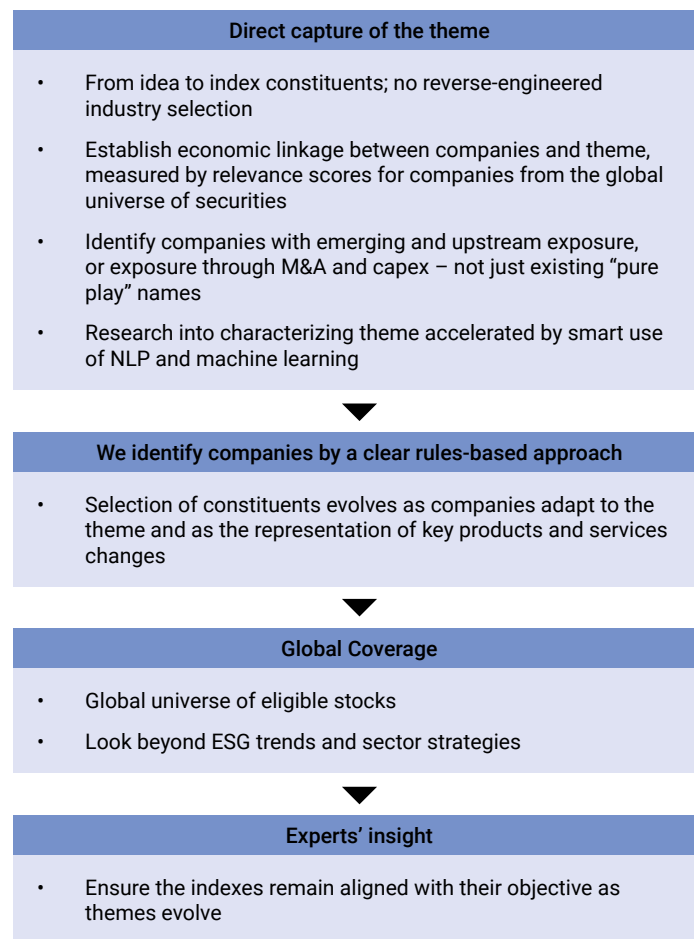 Direct capture of the theme
• From idea to index constituents; no reverse-engineered
industry selection
• Establish economic linkage between companies and theme,
measured by relevance scores for companies from the global
universe of securities
• Identify companies with emerging and upstream exposure,
or exposure through M&A and capex – not just existing “pure
play” names
• Research into characterizing theme accelerated by smart use
of NLP and machine learning
We identify companies by a clear rules-based approach
• Selection of constituents evolves as companies adapt to the
theme and as the representation of key products and services
changes
Global Coverage
• Global universe of eligible stocks
• Look beyond ESG trends and sector strategies
Experts’ insight
• Ensure the indexes remain aligned with their objective as
themes evolve